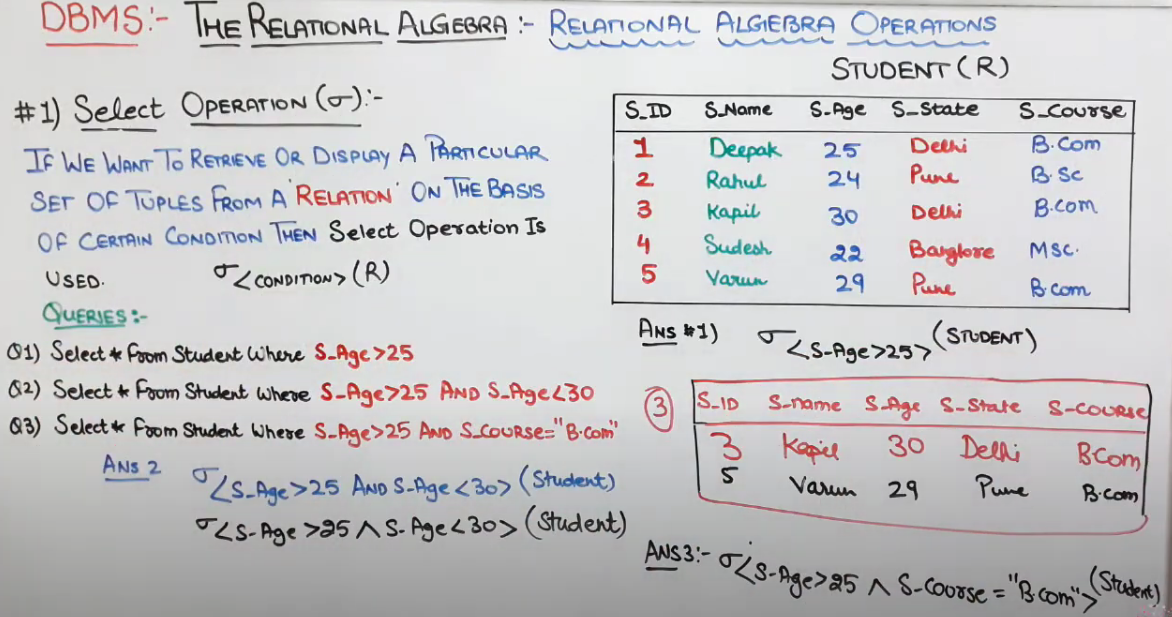 DBMS:- THE RELATIONAL ALGEBRA :- RELATIONAL ALGEBRA OPERATIONS
#1) Select OPERATION (σ):-
IF WE WANT TO RETRIEVE OR DISPLAY A PARTICULAR
SET OF TUPLES FROM A 'RELATION' ON THE BASIS
OF CERTAIN CONDITION THEN Select Operation Is
USED. σ<CONDITION> (R)
QUERIES :-
Q1) Select * From Student Where S_Age>25
Q2) Select * From Student Where S_Age>25 AND S_Age<30
Q3) Select * From Student Where S_Age>25 AND S_COURSE="B.Com"
ANS 2 σ<S_Age>25 AND S_Age<30> (Student)
σ<S-Age >25 ∧ S-Age<30> (Student)
STUDENT (R)
S_ID S_Name S_Age S_State S_Course
1 Deepak 25 Delhi B.Com
2 Rahul 24 Pune B.Sc
3 Kapil 30 Delhi B.com
4 Sudesh 22 Banglore MSc.
5 Varun 29 Pune B.com
ANS #1) σ<S-Age>25> (STUDENT)
3 S_ID S_name S_Age S_State S-COURSE
3 Kapil 30 Delhi BCom
5 Varun 29 Pune B.com
ANS3:- σ<S-Age>25 ∧ S-Course = "B.com"> (Student)